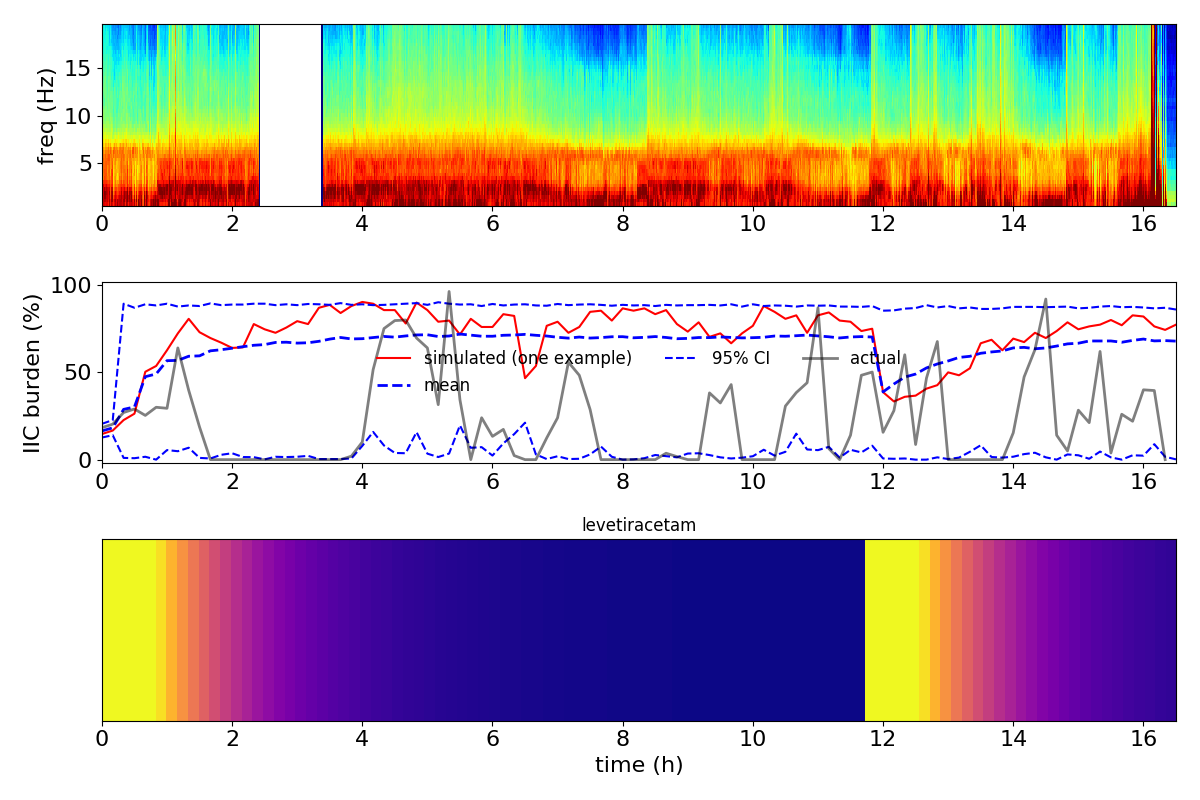 freq (Hz)
15
10
5
0 2 4 6 8 10 12 14 16
IIC burden (%)
100
50
0
simulated (one example) 95% CI actual
mean
0 2 4 6 8 10 12 14 16
levetiracetam
0 2 4 6 8 10 12 14 16
time (h)